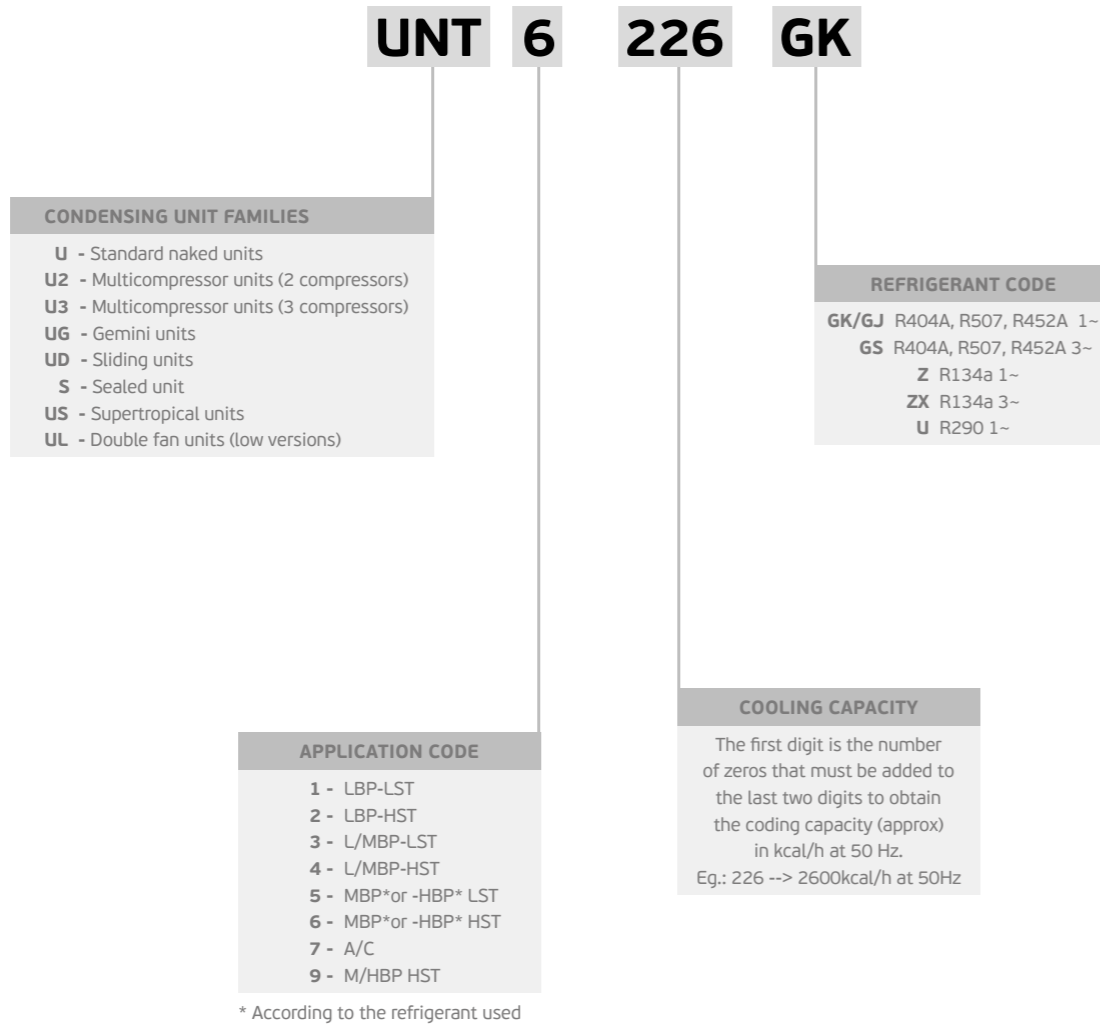 UNT 6 226 GK
CONDENSING UNIT FAMILIES
U - Standard naked units
U2 - Multicompressor units (2 compressors)
U3 - Multicompressor units (3 compressors)
UG - Gemini units
UD - Sliding units
S - Sealed unit
US - Supertropical units
UL - Double fan units (low versions)
REFRIGERANT CODE
GK/GJ R404A, R507, R452A 1~
GS R404A, R507, R452A 3~
Z R134a 1~
ZX R134a 3~
U R290 1~
COOLING CAPACITY
The first digit is the number
of zeros that must be added to
the last two digits to obtain
the coding capacity (approx)
in kcal/h at 50 Hz.
Eg.: 226 --> 2600kcal/h at 50Hz
APPLICATION CODE
1 - LBP-LST
2 - LBP-HST
3 - L/MBP-LST
4 - L/MBP-HST
5 - MBP*or -HBP* LST
6 - MBP*or -HBP* HST
7 - A/C
9 - M/HBP HST
* According to the refrigerant used